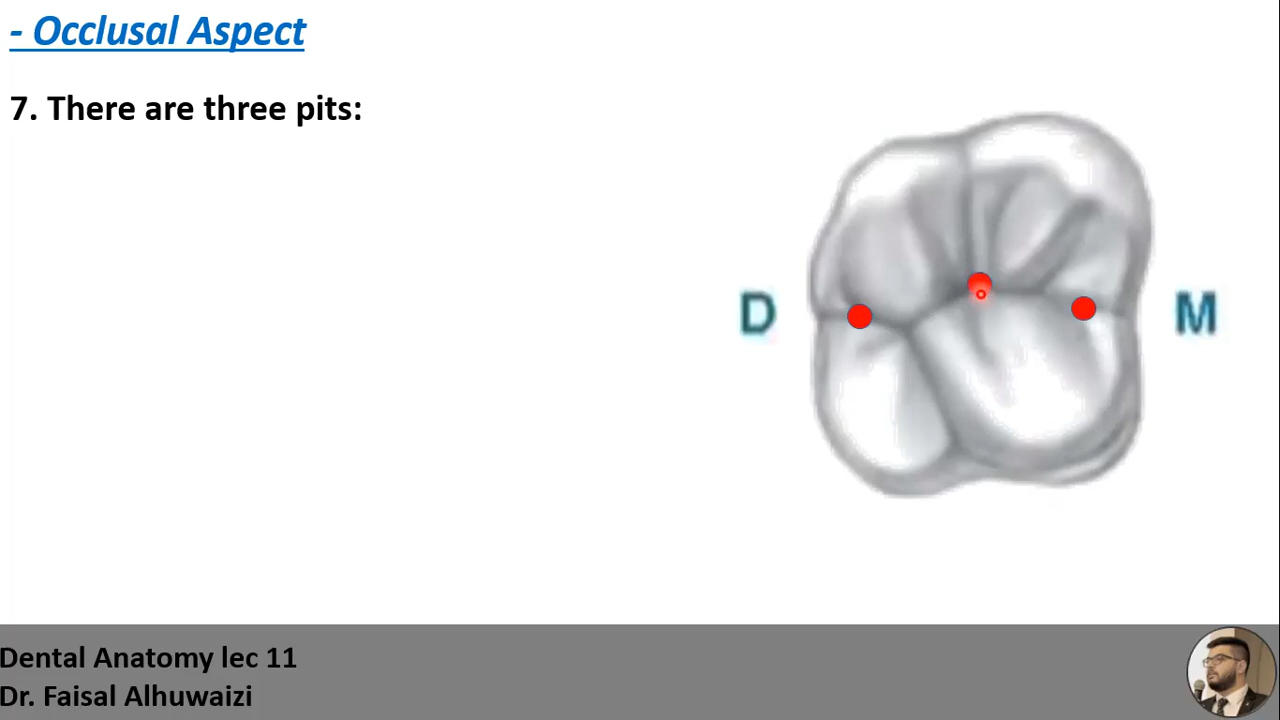 - Occlusal Aspect
7. There are three pits:
D
M
Dental Anatomy lec 11
Dr. Faisal Alhuwaizi